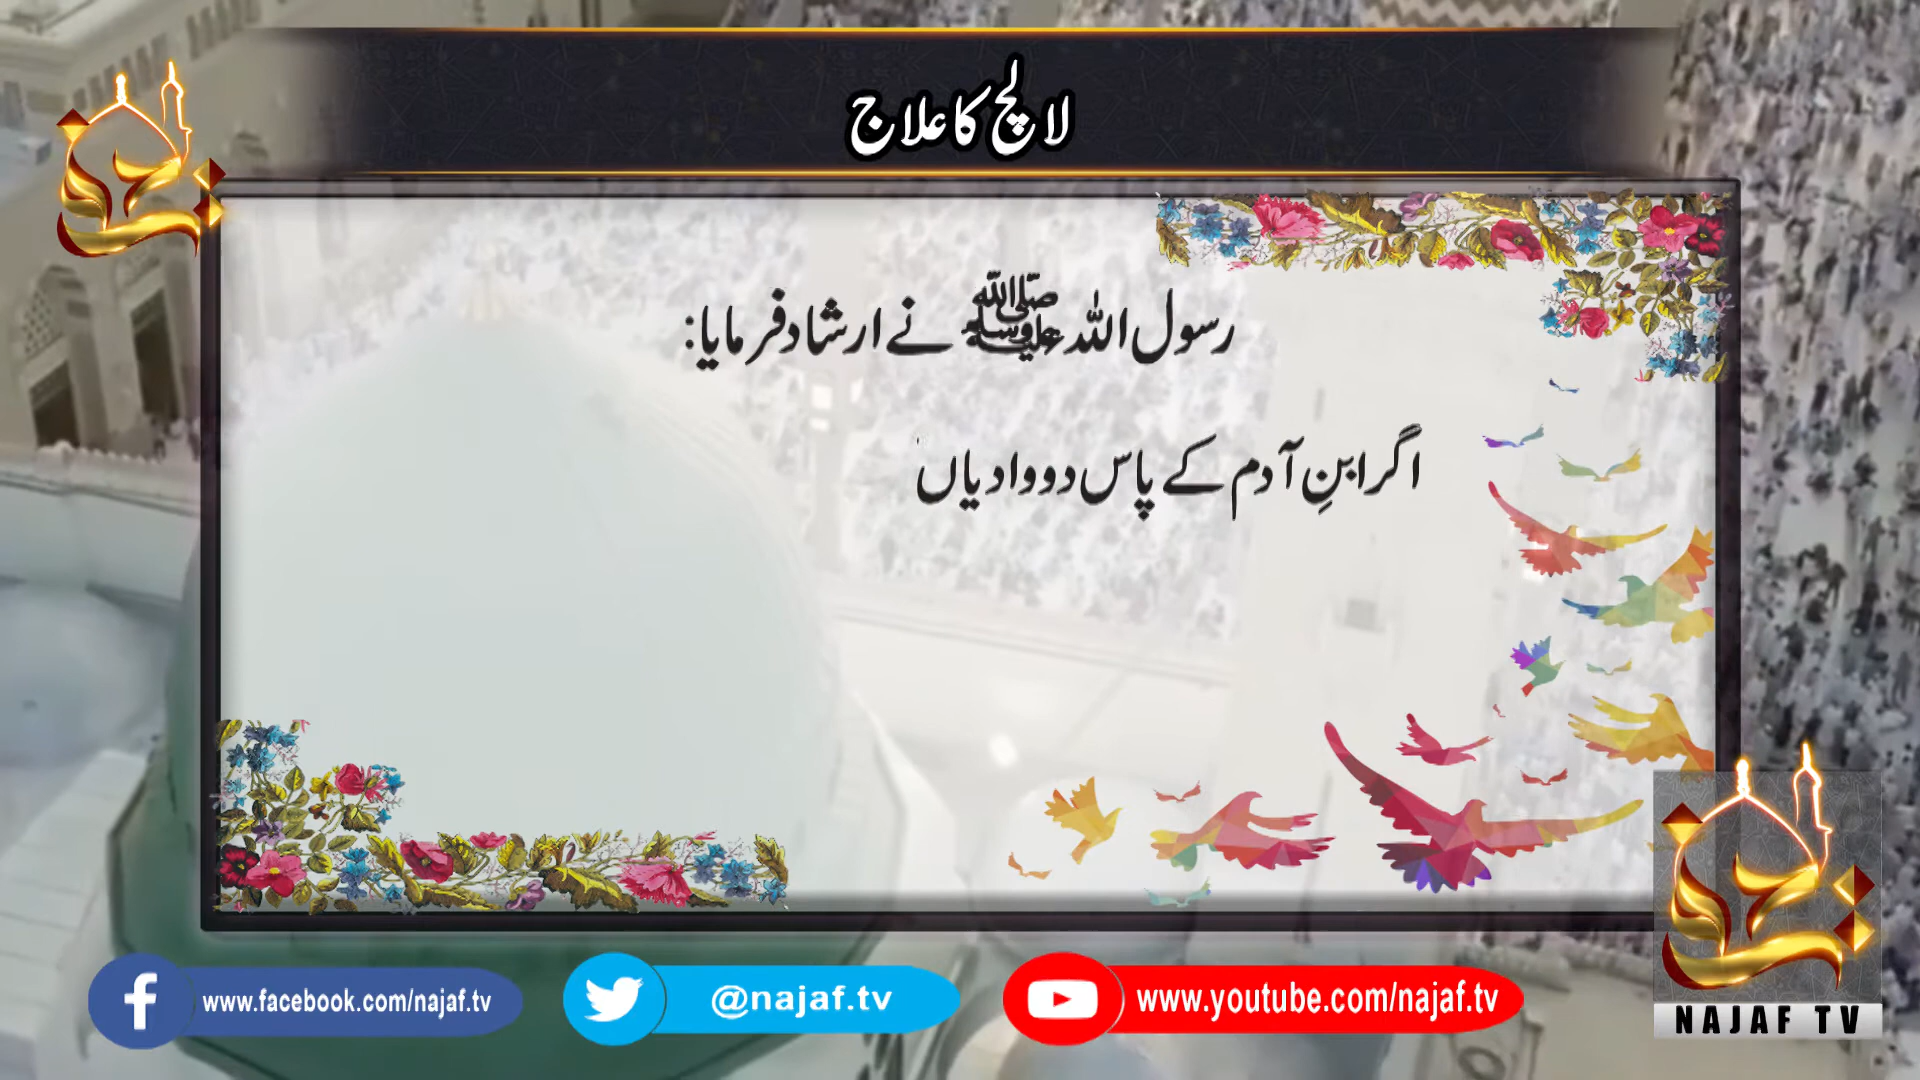 لالچ کا علاج
رسول اللہ ﷺ نے ارشاد فرمایا:
اگر ابنِ آدم کے پاس دو وادیاں
www.facebook.com/najaf.tv
@najaf.tv
www.youtube.com/najaf.tv
NAJAF TV